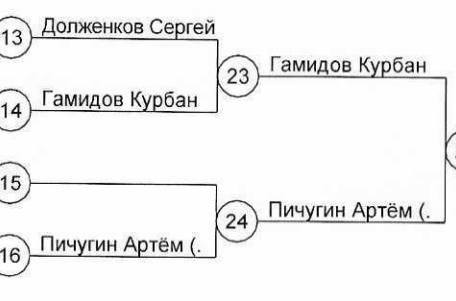 13 Долженков Сергей
23 Гамидов Курбан
14 Гамидов Курбан
15
24 Пичугин Артём (.
16 Пичугин Артём (.